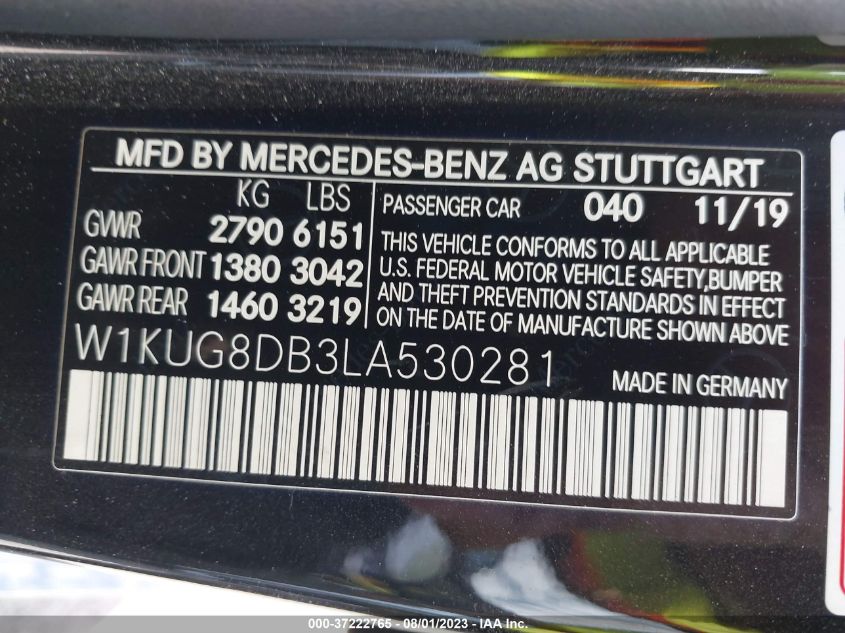 MFD BY MERCEDES-BENZ AG STUTTGART
KG LBS
GVWR 2790 6151
GAWR FRONT 1380 3042
GAWR REAR 1460 3219
PASSENGER CAR 040 11/19
THIS VEHICLE CONFORMS TO ALL APPLICABLE
U.S. FEDERAL MOTOR VEHICLE SAFETY,BUMPER
AND THEFT PREVENTION STANDARDS IN EFFECT
ON THE DATE OF MANUFACTURE SHOWN ABOVE
W1KUG8DB3LA530281
MADE IN GERMANY
000-37222765 - 08/01/2023 - IAA Inc.